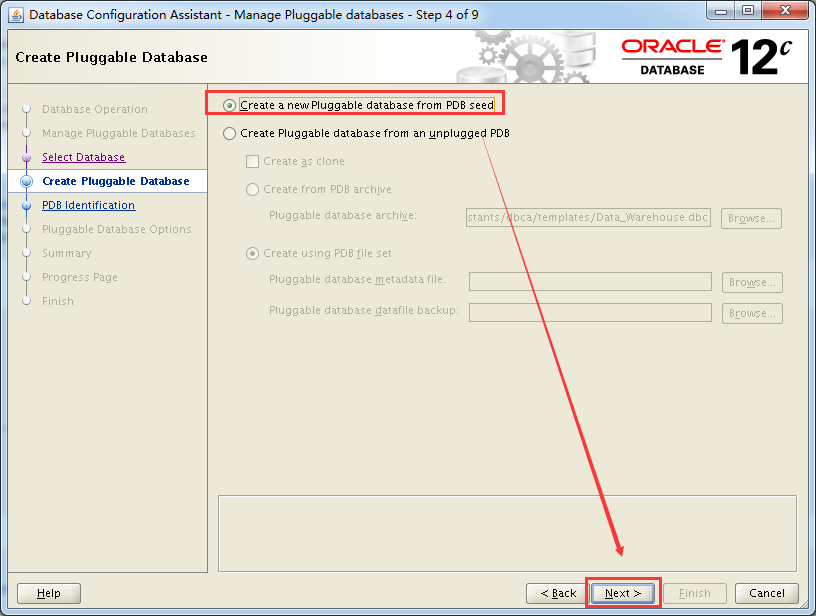 Database Configuration Assistant - Manage Pluggable databases - Step 4 of 9
Create Pluggable Database
ORACLE
DATABASE
12c
Database Operation
Manage Pluggable Databases
Select Database
Create Pluggable Database
PDB Identification
Pluggable Database Options
Summary
Progress Page
Finish
Create a new Pluggable database from PDB seed
Create Pluggable database from an unplugged PDB
Create as clone
Create from PDB archive
Pluggable database archive: stants/dbca/templates/Data_Warehouse.dbc Browse...
Create using PDB file set
Pluggable database metadata file: Browse...
Pluggable database datafile backup: Browse...
Help < Back Next > Finish Cancel